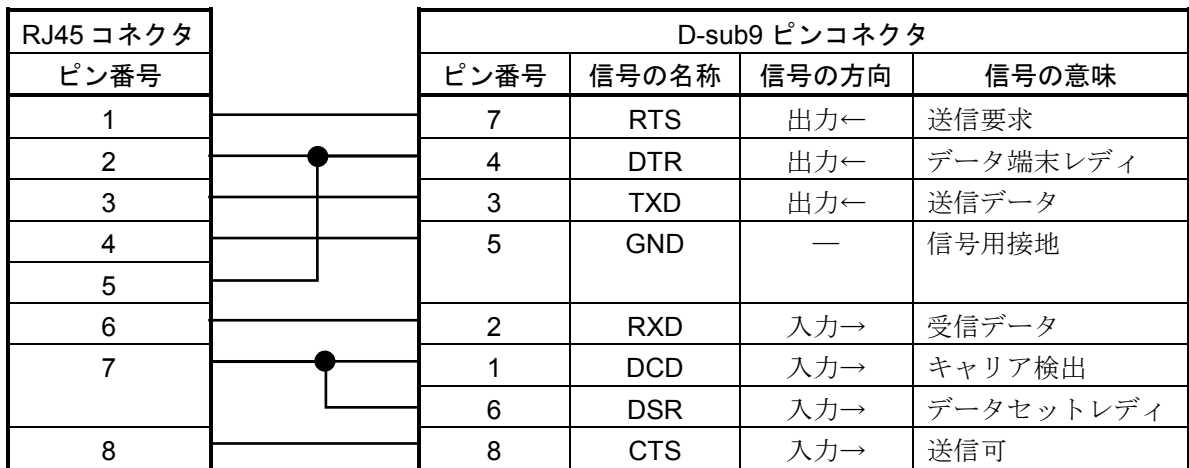 RJ45 コネクタ D-sub9 ピンコネクタ
ピン番号 ピン番号 信号の名称 信号の方向 信号の意味
1 7 RTS 出力← 送信要求
2 4 DTR 出力← データ端末レディ
3 3 TXD 出力← 送信データ
4 5 GND ― 信号用接地
5
6 2 RXD 入力→ 受信データ
7 1 DCD 入力→ キャリア検出
6 DSR 入力→ データセットレディ
8 8 CTS 入力→ 送信可